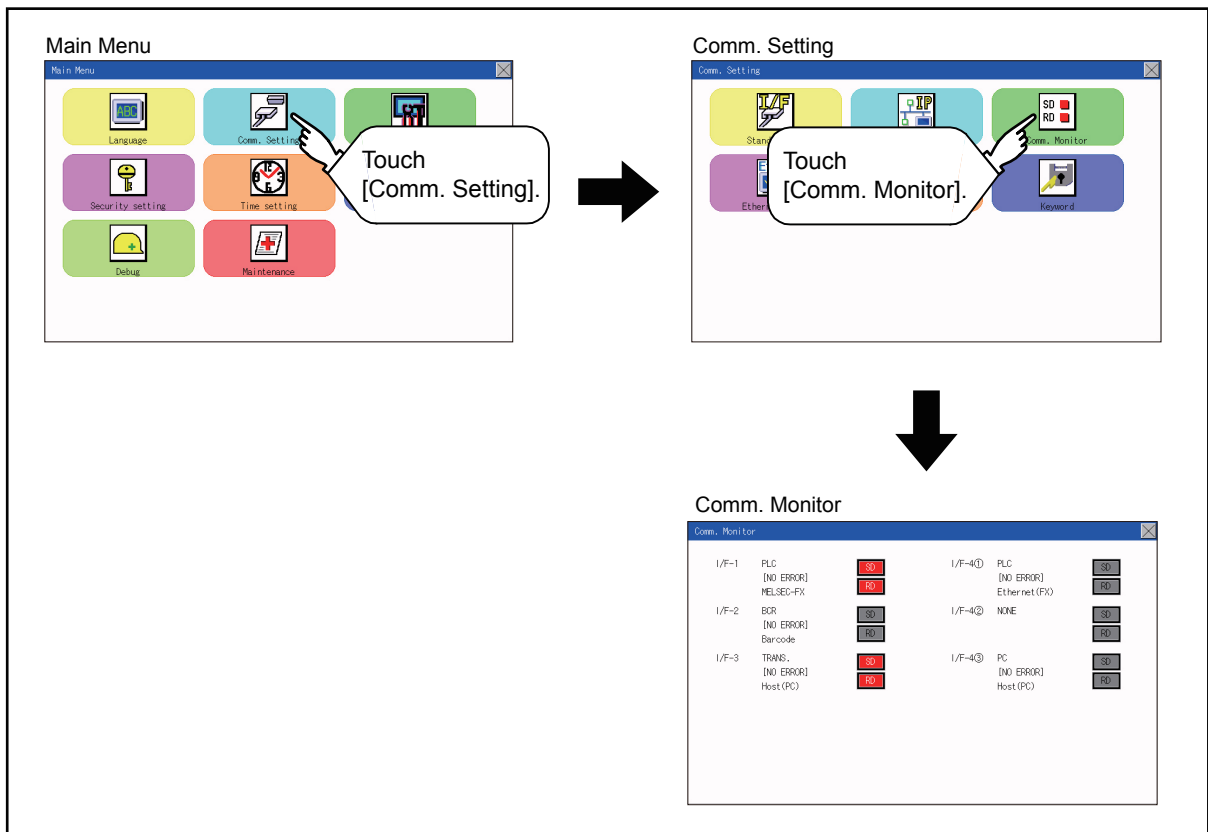 Main Menu
Main Menu
ABC
Language
Comm. Setting
Security setting
Time setting
Debug
Maintenance
Touch
[Comm. Setting].
Comm. Setting
Comm. Setting
I/F
IP
SD
RD
Comm. Monitor
Keyword
Touch
[Comm. Monitor].
Comm. Monitor
Comm. Monitor
I/F-1 PLC SD
[NO ERROR]
MELSEC-FX RD
I/F-2 BCR SD
[NO ERROR]
Barcode RD
I/F-3 TRANS. SD
[NO ERROR]
Host(PC) RD
I/F-4① PLC SD
[NO ERROR]
Ethernet(FX) RD
I/F-4② NONE SD
RD
I/F-4③ PC SD
[NO ERROR]
Host(PC) RD